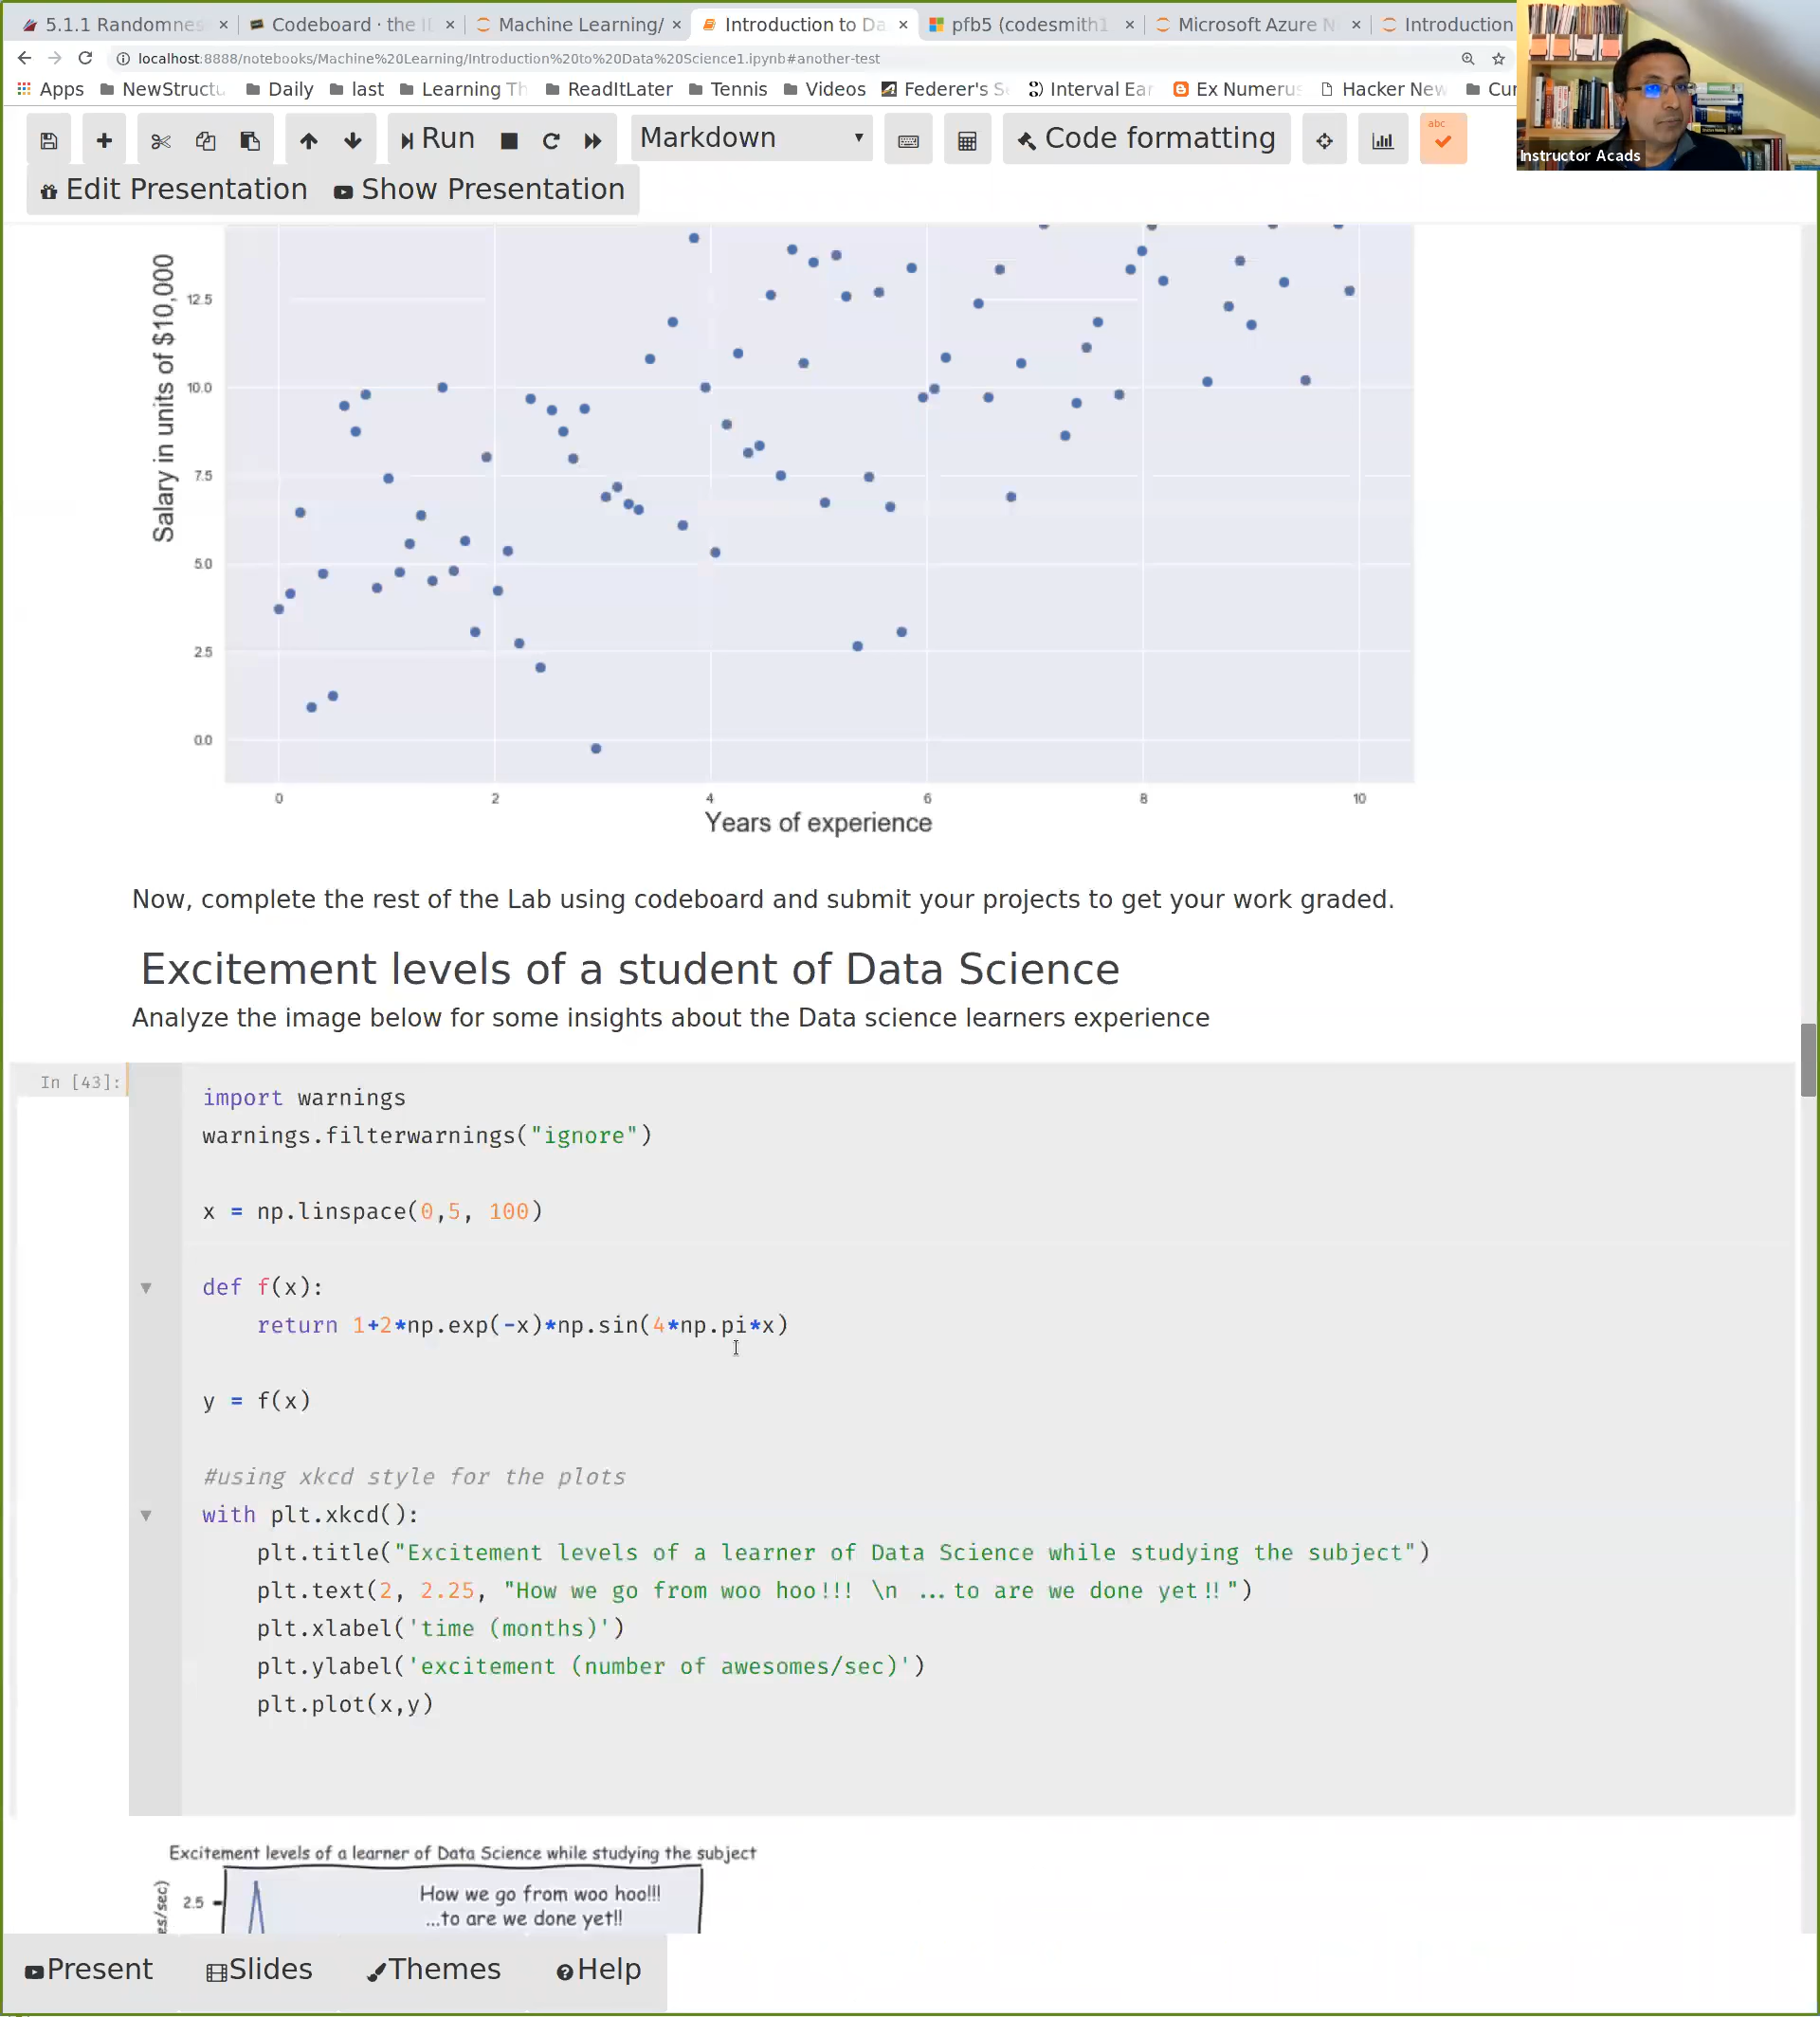 5.1.1 Randomnes
Codeboard · the I
Machine Learning/
Introduction to Da
pfb5 (codesmith1
Microsoft Azure N
Introduction
localhost:8888/notebooks/Machine%20Learning/Introduction%20to%20Data%20Science1.ipynb#another-test
Apps NewStructu Daily last Learning Th ReadItLater Tennis Videos Federer's S Interval Ear Ex Numerus Hacker New Cur
Run Markdown Code formatting abc
Instructor Acads
Edit Presentation Show Presentation
Salary in units of $10,000
12.5
10.0
7.5
5.0
2.5
0.0
0 2 4 6 8 10
Years of experience
Now, complete the rest of the Lab using codeboard and submit your projects to get your work graded.
Excitement levels of a student of Data Science
Analyze the image below for some insights about the Data science learners experience
In [43]:
import warnings
warnings.filterwarnings("ignore")
x = np.linspace(0,5, 100)
def f(x):
    return 1+2*np.exp(-x)*np.sin(4*np.pi*x)
y = f(x)
#using xkcd style for the plots
with plt.xkcd():
    plt.title("Excitement levels of a learner of Data Science while studying the subject")
    plt.text(2, 2.25, "How we go from woo hoo!!! \n ...to are we done yet!!")
    plt.xlabel('time (months)')
    plt.ylabel('excitement (number of awesomes/sec)')
    plt.plot(x,y)
Excitement levels of a learner of Data Science while studying the subject
es/sec)
2.5
How we go from woo hoo!!!
...to are we done yet!!
Present Slides Themes Help